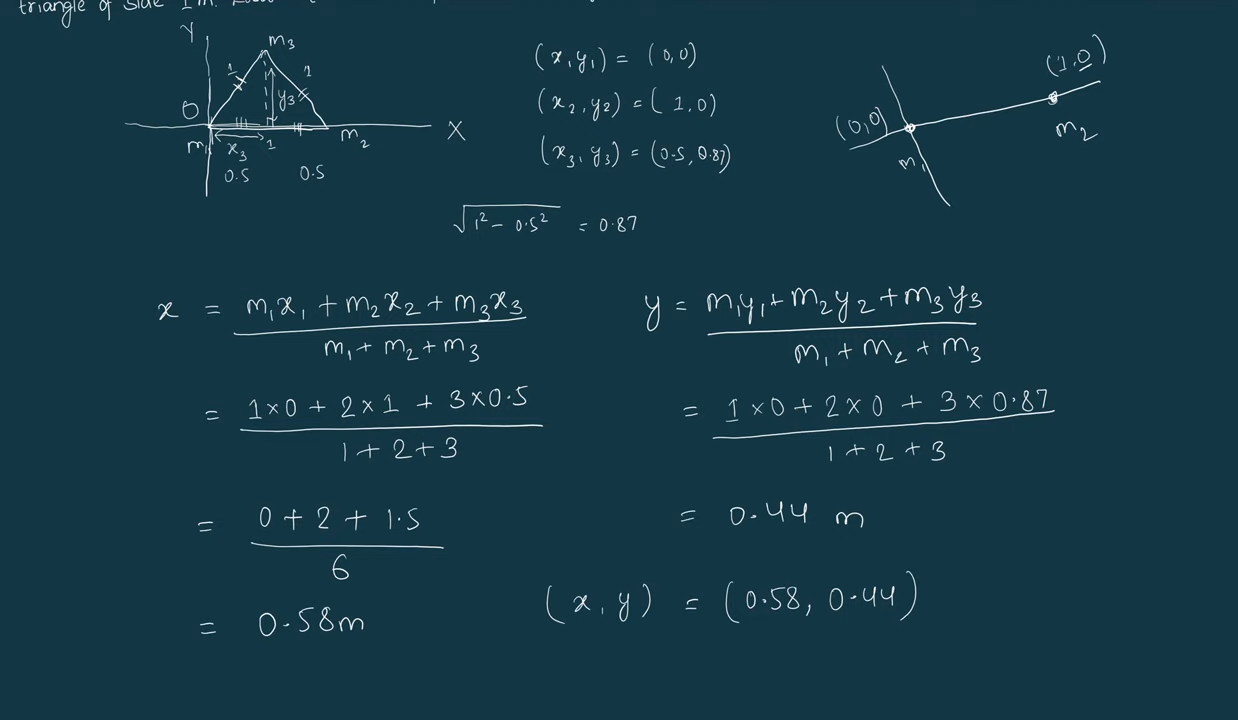 triangle of side 1m.
Y
m3
1 1
(x,y1) = (0,0)
(1,0)
O
y3
(x2,y2) = (1,0)
(0,0)
m1
x3
1
m2
X
m2
0.5 0.5
(x3,y3) = (0.5, 0.87)
m1
√1² - 0.5² = 0.87
x = m1x1 + m2x2 + m3x3 / m1 + m2 + m3
y = m1y1 + m2y2 + m3y3 / m1 + m2 + m3
= 1×0 + 2×1 + 3×0.5 / 1 + 2 + 3
= 1×0 + 2×0 + 3×0.87 / 1 + 2 + 3
= 0 + 2 + 1.5 / 6
= 0.44 m
= 0.58m
(x, y) = (0.58, 0.44)